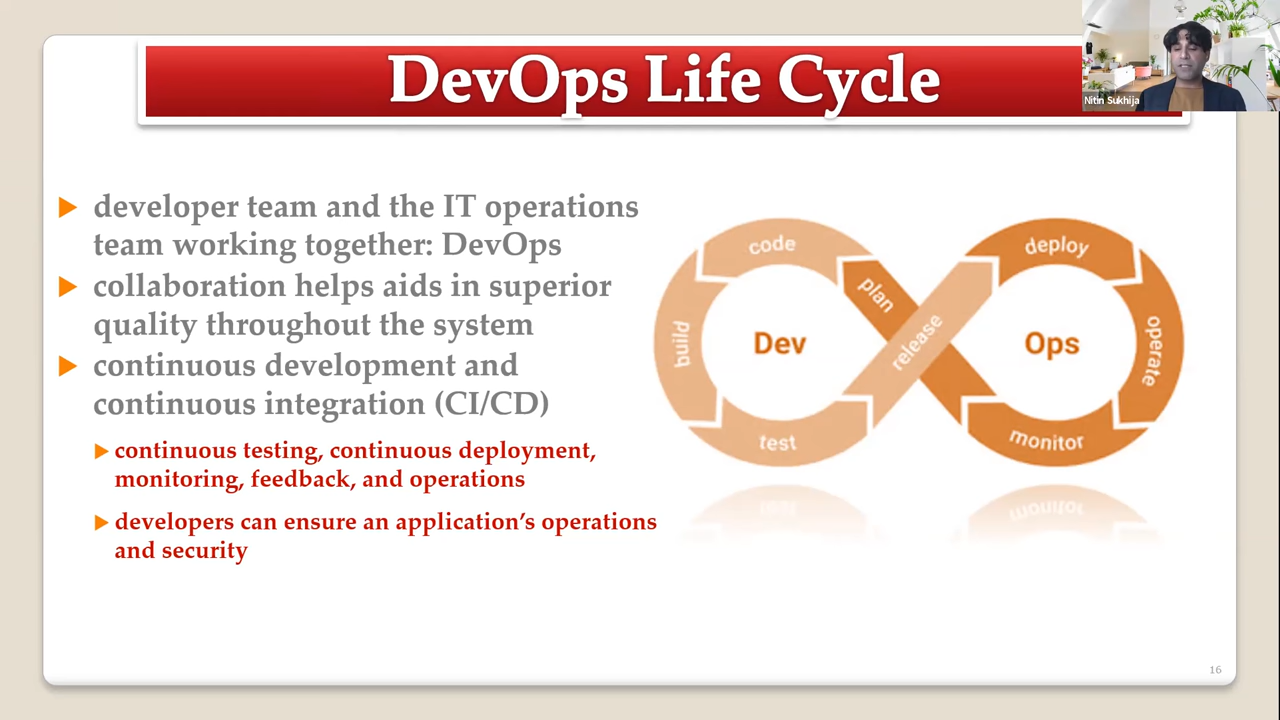 DevOps Life Cycle
Nitin Sukhija
developer team and the IT operations
team working together: DevOps
collaboration helps aids in superior
quality throughout the system
continuous development and
continuous integration (CI/CD)
continuous testing, continuous deployment,
monitoring, feedback, and operations
developers can ensure an application's operations
and security
code
plan
build
test
release
Dev
deploy
operate
monitor
Ops
16